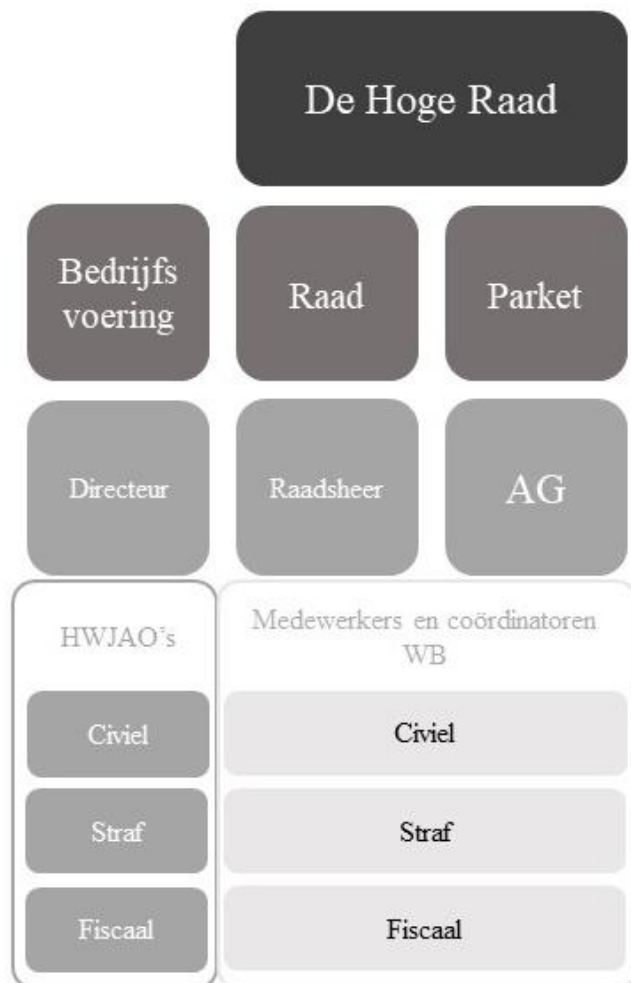 De Hoge Raad
Bedrijfs
voering
Raad
Parket
Directeur
Raadsheer
AG
HWJAO's
Medewerkers en coördinatoren
WB
Civiel
Civiel
Straf
Straf
Fiscaal
Fiscaal